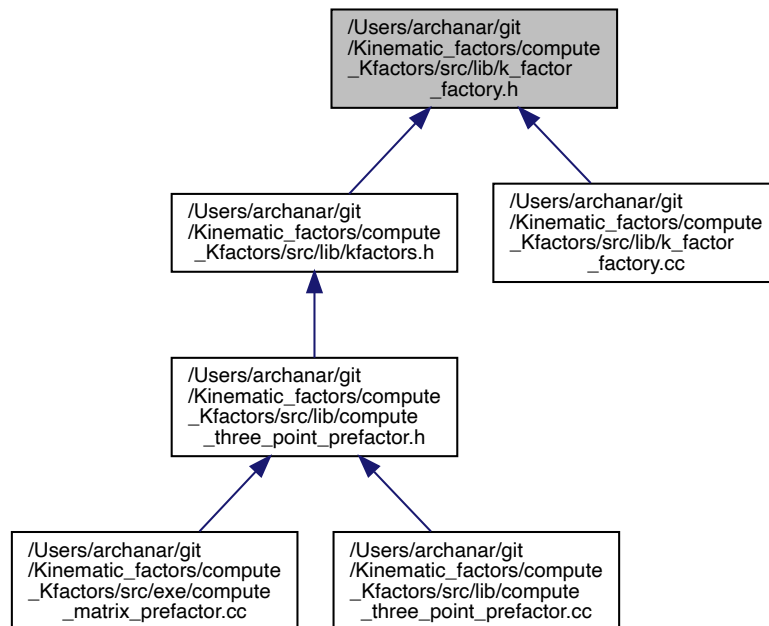 /Users/archanar/git
/Kinematic_factors/compute
_Kfactors/src/lib/k_factor
_factory.h
/Users/archanar/git
/Kinematic_factors/compute
_Kfactors/src/lib/kfactors.h
/Users/archanar/git
/Kinematic_factors/compute
_Kfactors/src/lib/k_factor
_factory.cc
/Users/archanar/git
/Kinematic_factors/compute
_Kfactors/src/lib/compute
_three_point_prefactor.h
/Users/archanar/git
/Kinematic_factors/compute
_Kfactors/src/exe/compute
_matrix_prefactor.cc
/Users/archanar/git
/Kinematic_factors/compute
_Kfactors/src/lib/compute
_three_point_prefactor.cc